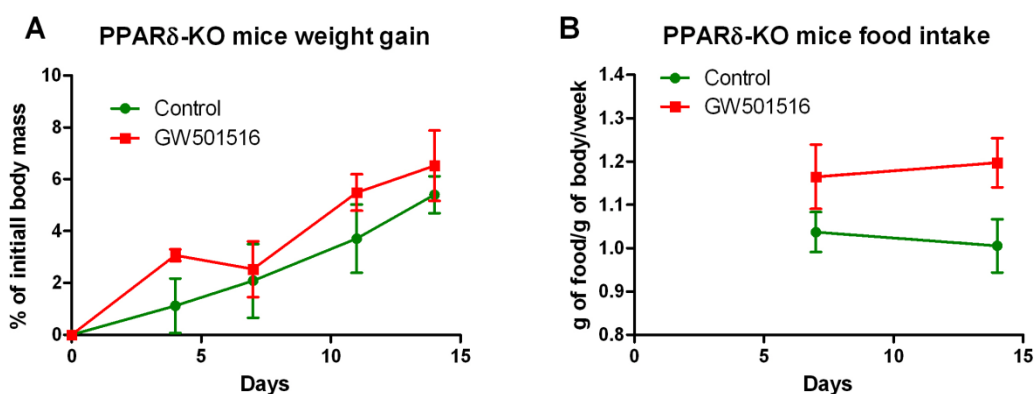 A
PPARδ-KO mice weight gain
% of initiall body mass
10
8
6
4
2
0
Control
GW501516
0 5 10 15
Days
B
PPARδ-KO mice food intake
g of food/g of body/week
1.4
1.3
1.2
1.1
1.0
0.9
0.8
Control
GW501516
0 5 10 15
Days